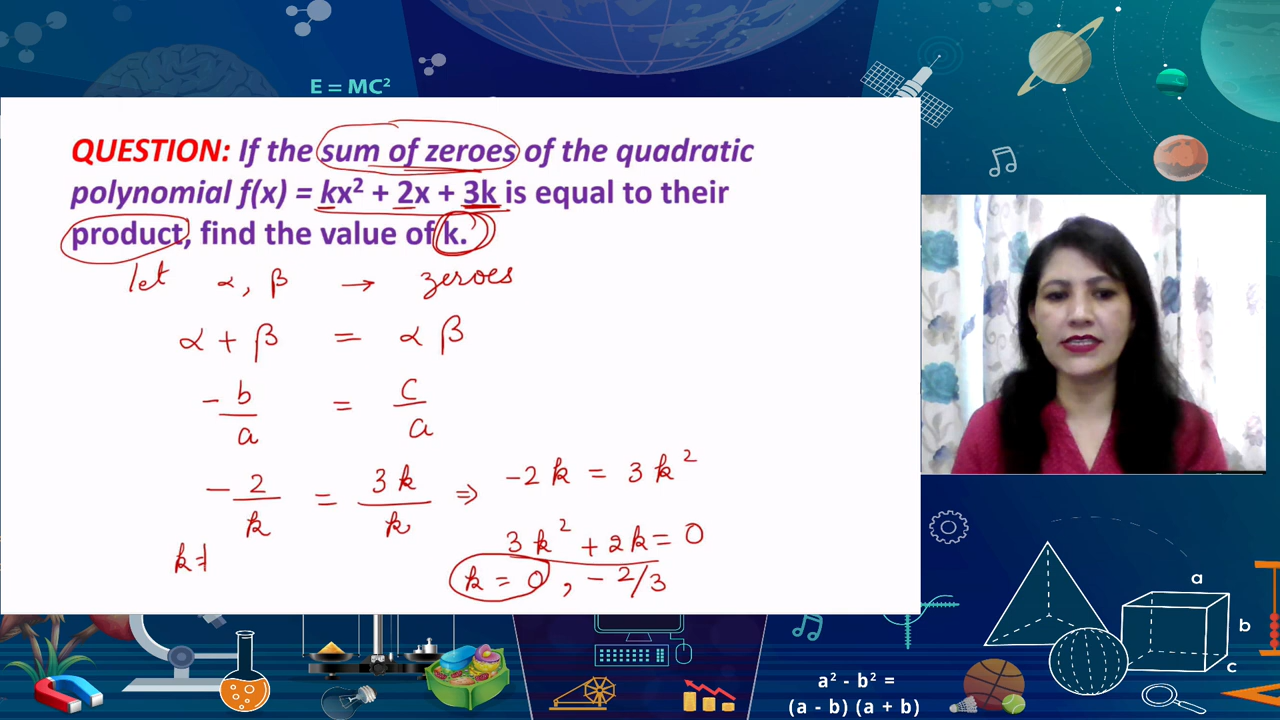 E = MC²
QUESTION: If the sum of zeroes of the quadratic
polynomial f(x) = kx² + 2x + 3k is equal to their
product, find the value of k.
let α, β → zeroes
α + β = α β
- b/a = c/a
- 2/k = 3k/k ⇒ -2k = 3k²
3k² + 2k = 0
k = 0, - 2/3
k ≠
a
b
c
a² - b² =
(a - b) (a + b)